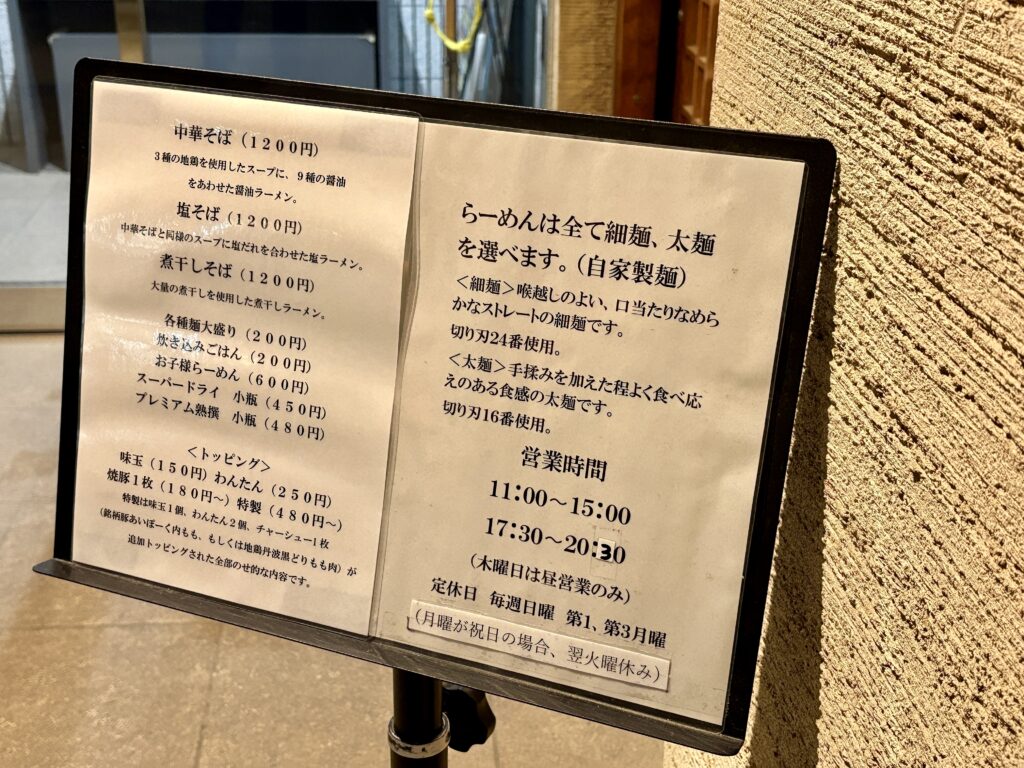 中華そば（1200円）
3種の地鶏を使用したスープに、9種の醤油
をあわせた醤油ラーメン。
塩そば（1200円）
中華そばと同様のスープに塩だれを合わせた塩ラーメン。
煮干しそば（1200円）
大量の煮干しを使用した煮干しラーメン。
各種麺大盛り（200円）
炊き込みごはん（200円）
お子様らーめん（600円）
スーパードライ　小瓶（450円）
プレミアム熟撰　小瓶（480円）
＜トッピング＞
味玉（150円）わんたん（250円）
焼豚1枚（180円～）特製（480円～）
特製は味玉1個、わんたん2個、チャーシュー1枚
（銘柄豚あいぽーく内もも、もしくは地鶏丹波黒どりもも肉）が
追加トッピングされた全部のせ的な内容です。
らーめんは全て細麺、太麺
を選べます。（自家製麺）
＜細麺＞喉越しのよい、口当たりなめら
かなストレートの細麺です。
切り刃24番使用。
＜太麺＞手揉みを加えた程よく食べ応
えのある食感の太麺です。
切り刃16番使用。
営業時間
11:00～15:00
17:30～20:30
（木曜日は昼営業のみ）
定休日　毎週日曜　第1、第3月曜
（月曜が祝日の場合、翌火曜休み）